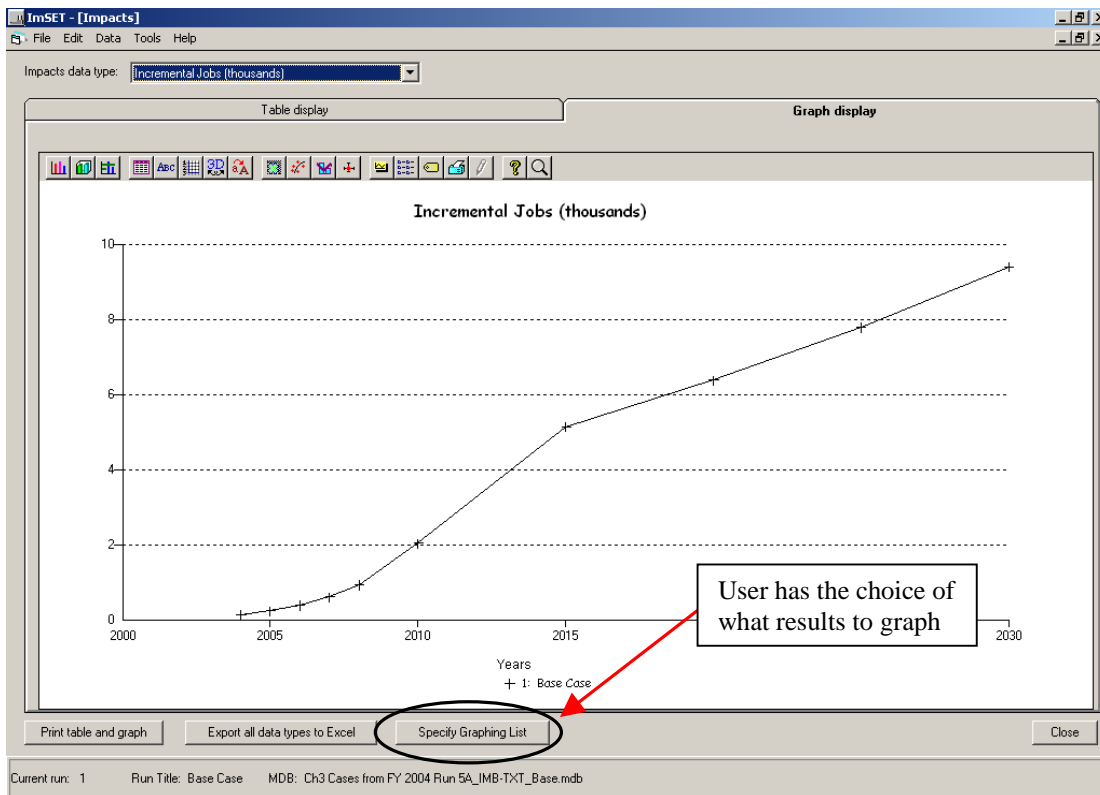 ImSET - [Impacts]
File Edit Data Tools Help
Impacts data type: Incremental Jobs (thousands)
Table display Graph display
ABC 3D aA
Incremental Jobs (thousands)
10
8
6
4
2
0
2000 2005 2010 2015 2030
User has the choice of
what results to graph
Years
1: Base Case
Print table and graph Export all data types to Excel Specify Graphing List Close
Current run: 1 Run Title: Base Case MDB: Ch3 Cases from FY 2004 Run 5A_IMB-TXT_Base.mdb